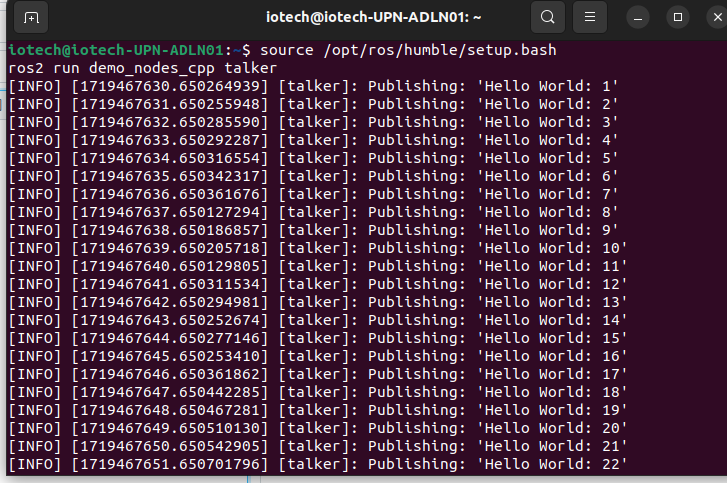 iotech@iotech-UPN-ADLN01: ~
iotech@iotech-UPN-ADLN01:~$ source /opt/ros/humble/setup.bash
ros2 run demo_nodes_cpp talker
[INFO] [1719467630.650264939] [talker]: Publishing: 'Hello World: 1'
[INFO] [1719467631.650255948] [talker]: Publishing: 'Hello World: 2'
[INFO] [1719467632.650285590] [talker]: Publishing: 'Hello World: 3'
[INFO] [1719467633.650292287] [talker]: Publishing: 'Hello World: 4'
[INFO] [1719467634.650316554] [talker]: Publishing: 'Hello World: 5'
[INFO] [1719467635.650342317] [talker]: Publishing: 'Hello World: 6'
[INFO] [1719467636.650361676] [talker]: Publishing: 'Hello World: 7'
[INFO] [1719467637.650127294] [talker]: Publishing: 'Hello World: 8'
[INFO] [1719467638.650186857] [talker]: Publishing: 'Hello World: 9'
[INFO] [1719467639.650205718] [talker]: Publishing: 'Hello World: 10'
[INFO] [1719467640.650129805] [talker]: Publishing: 'Hello World: 11'
[INFO] [1719467641.650311534] [talker]: Publishing: 'Hello World: 12'
[INFO] [1719467642.650294981] [talker]: Publishing: 'Hello World: 13'
[INFO] [1719467643.650252674] [talker]: Publishing: 'Hello World: 14'
[INFO] [1719467644.650277146] [talker]: Publishing: 'Hello World: 15'
[INFO] [1719467645.650253410] [talker]: Publishing: 'Hello World: 16'
[INFO] [1719467646.650361862] [talker]: Publishing: 'Hello World: 17'
[INFO] [1719467647.650442285] [talker]: Publishing: 'Hello World: 18'
[INFO] [1719467648.650467281] [talker]: Publishing: 'Hello World: 19'
[INFO] [1719467649.650510130] [talker]: Publishing: 'Hello World: 20'
[INFO] [1719467650.650542905] [talker]: Publishing: 'Hello World: 21'
[INFO] [1719467651.650701796] [talker]: Publishing: 'Hello World: 22'